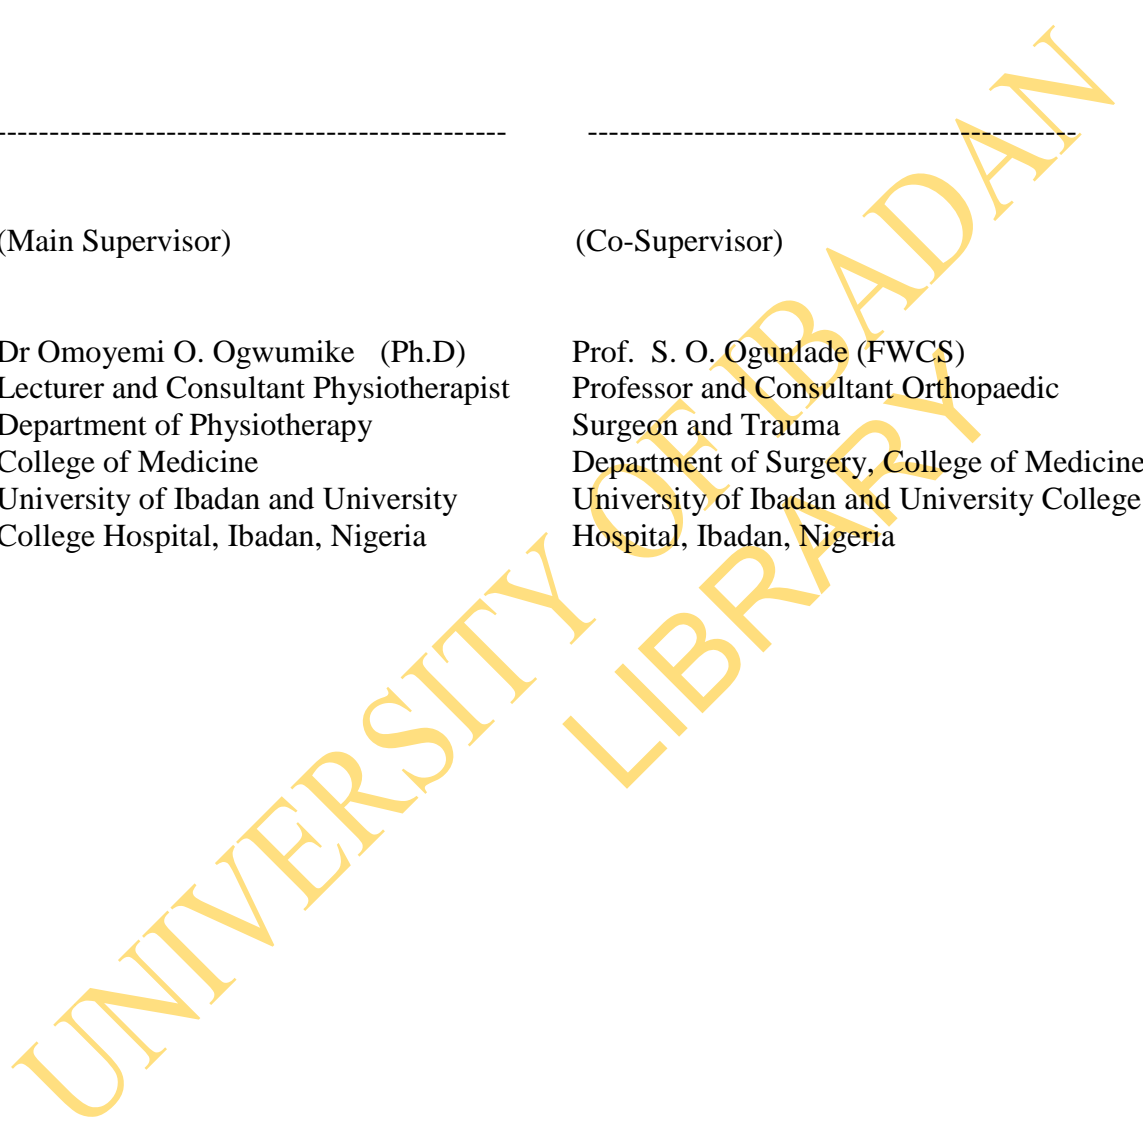 ------------------------------------------------
(Main Supervisor)
Dr Omoyemi O. Ogwumike (Ph.D)
Lecturer and Consultant Physiotherapist
Department of Physiotherapy
College of Medicine
University of Ibadan and University
College Hospital, Ibadan, Nigeria
----------------------------------------------
(Co-Supervisor)
Prof. S. O. Ogunlade (FWCS)
Professor and Consultant Orthopaedic
Surgeon and Trauma
Department of Surgery, College of Medicine
University of Ibadan and University College
Hospital, Ibadan, Nigeria
UNIVERSITY OF IBADAN
LIBRARY